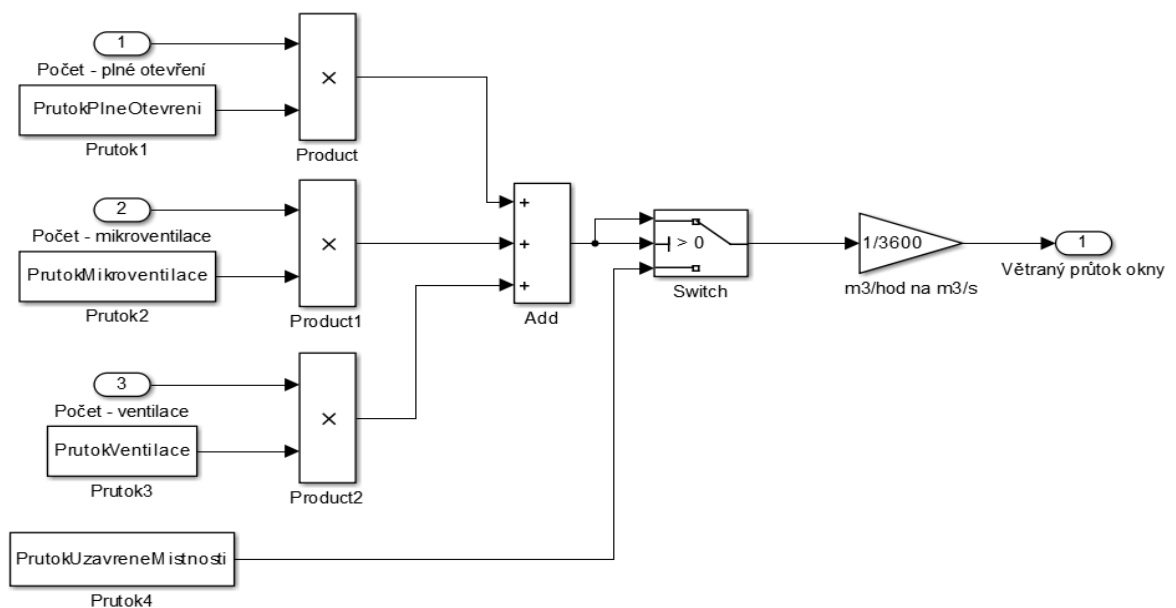 1
Počet - plné otevření
PrutokPlneOtevreni
Prutok1
×
Product
2
Počet - mikroventilace
PrutokMikroventilace
Prutok2
×
Product1
3
Počet - ventilace
PrutokVentilace
Prutok3
×
Product2
PrutokUzavreneMistnosti
Prutok4
+
+
+
Add
> 0
Switch
1/3600
m3/hod na m3/s
1
Větraný průtok okny